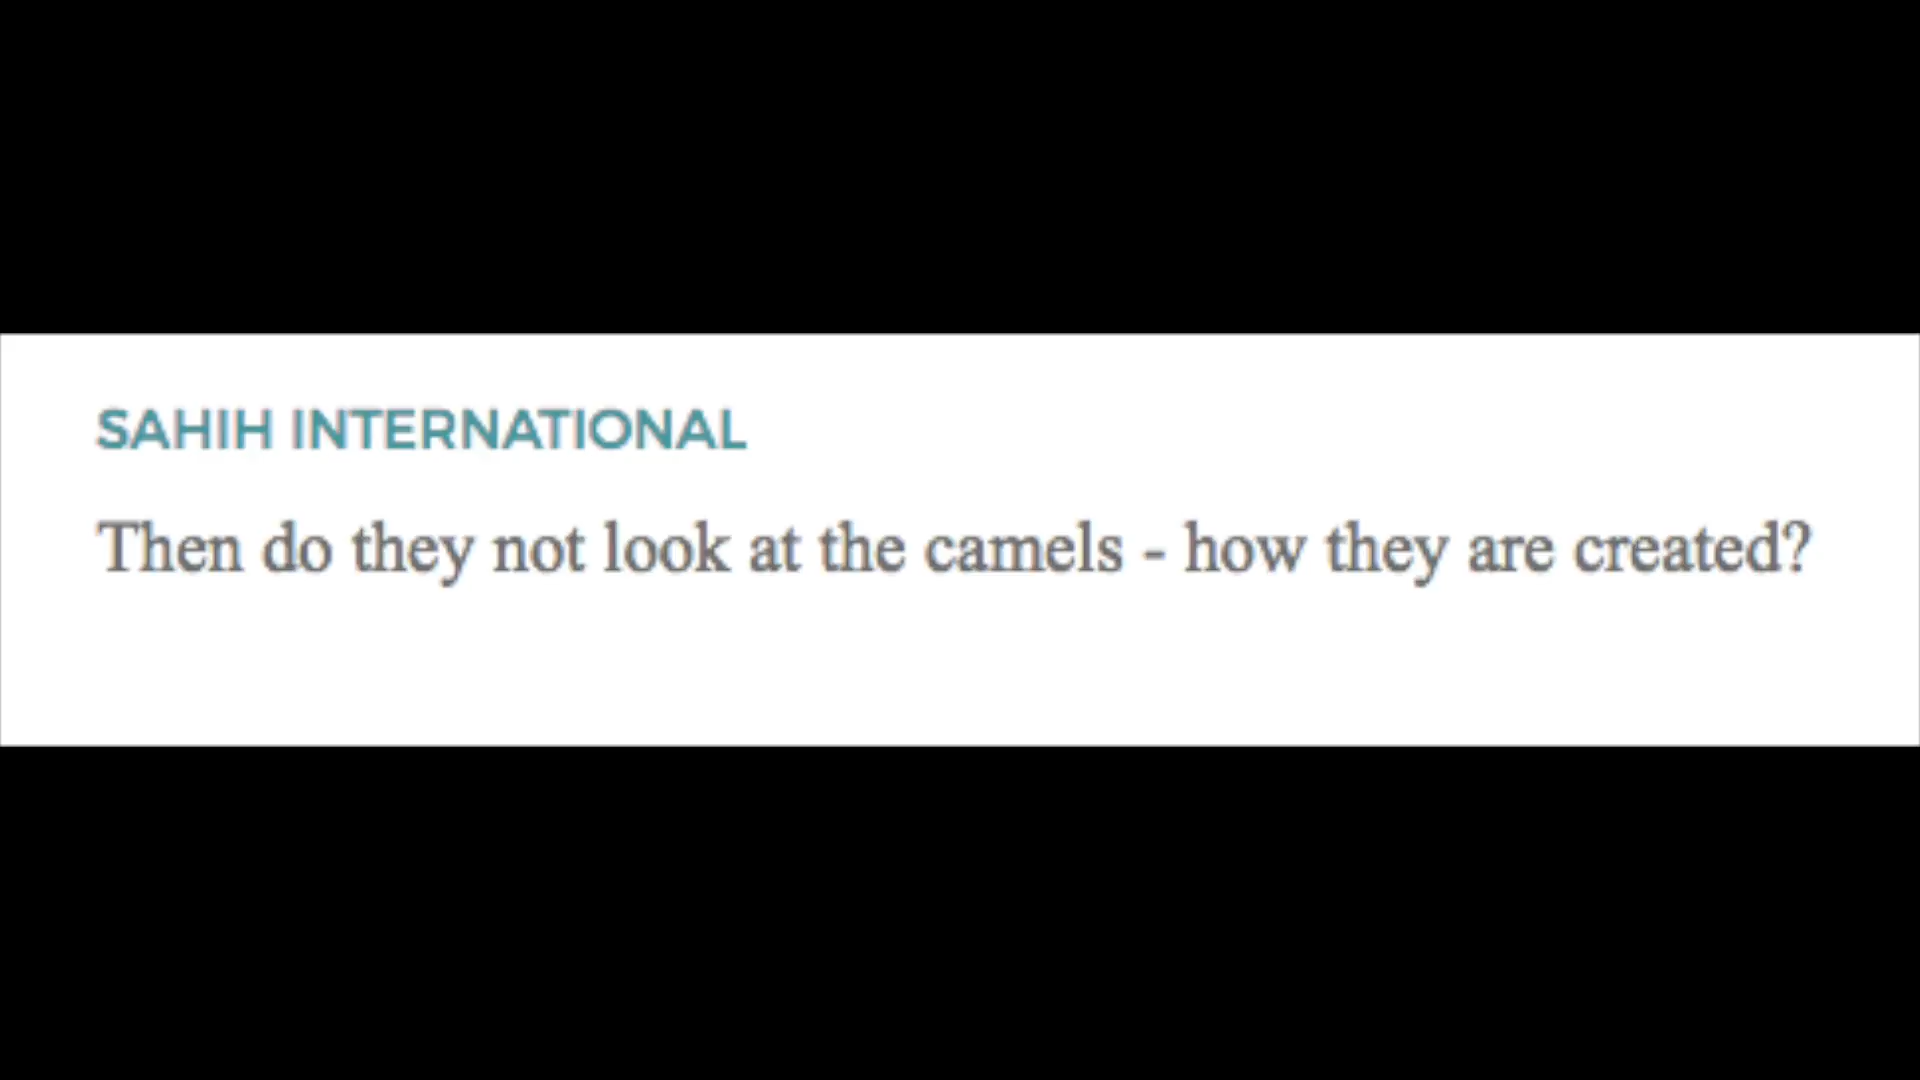 SAHIH INTERNATIONAL
Then do they not look at the camels - how they are created?